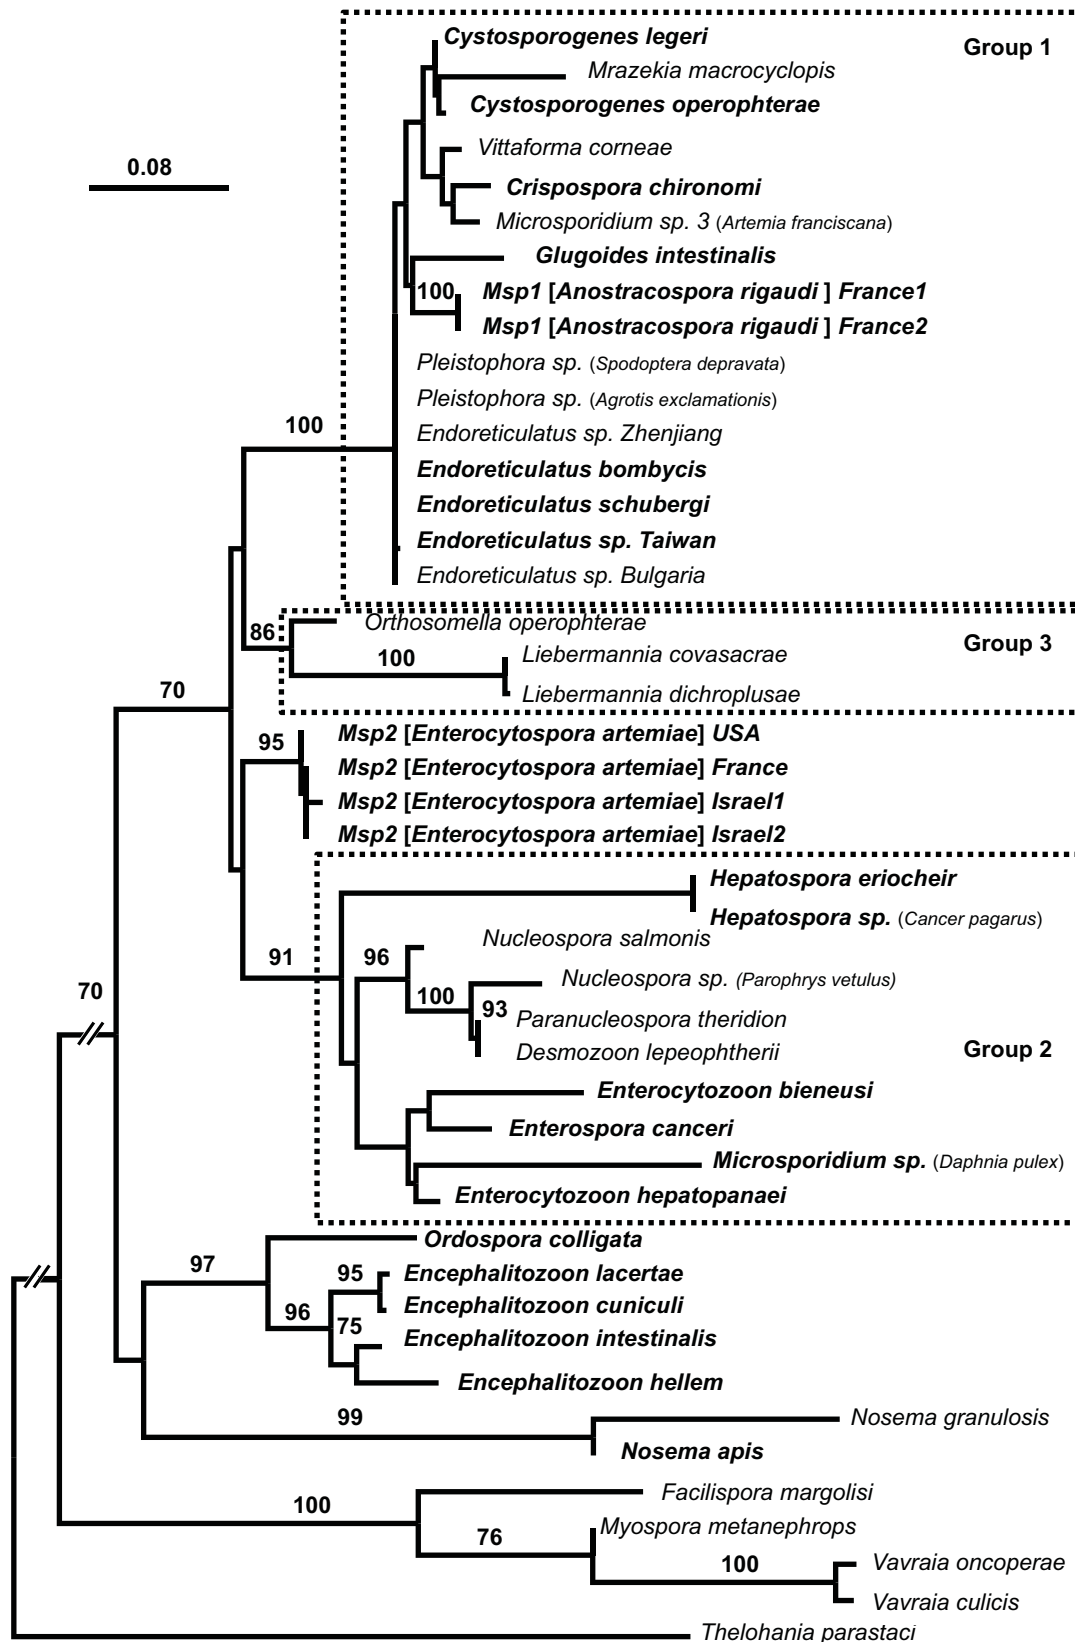 Cystosporogenes legeri
Group 1
Mrazekia macrocyclopis
Cystosporogenes operophterae
Vittaforma corneae
0.08
Crispospora chironomi
Microsporidium sp. 3 (Artemia franciscana)
Glugoides intestinalis
100
Msp1 [Anostracospora rigaudi ] France1
Msp1 [Anostracospora rigaudi ] France2
Pleistophora sp. (Spodoptera depravata)
Pleistophora sp. (Agrotis exclamationis)
100
Endoreticulatus sp. Zhenjiang
Endoreticulatus bombycis
Endoreticulatus schubergi
Endoreticulatus sp. Taiwan
Endoreticulatus sp. Bulgaria
Orthosomella operophterae
86
Group 3
Liebermannia covasacrae
100
Liebermannia dichroplusae
70
Msp2 [Enterocytospora artemiae] USA
95
Msp2 [Enterocytospora artemiae] France
Msp2 [Enterocytospora artemiae] Israel1
Msp2 [Enterocytospora artemiae] Israel2
Hepatospora eriocheir
Hepatospora sp. (Cancer pagarus)
Nucleospora salmonis
91
96
Nucleospora sp. (Parophrys vetulus)
70
100
93
Paranucleospora theridion
Desmozoon lepeophtherii
Group 2
Enterocytozoon bieneusi
Enterospora canceri
Microsporidium sp. (Daphnia pulex)
Enterocytozoon hepatopanaei
Ordospora colligata
97
95
Encephalitozoon lacertae
Encephalitozoon cuniculi
96
75
Encephalitozoon intestinalis
Encephalitozoon hellem
99
Nosema granulosis
Nosema apis
Facilispora margolisi
100
Myospora metanephrops
76
100
Vavraia oncoperae
Vavraia culicis
Thelohania parastaci